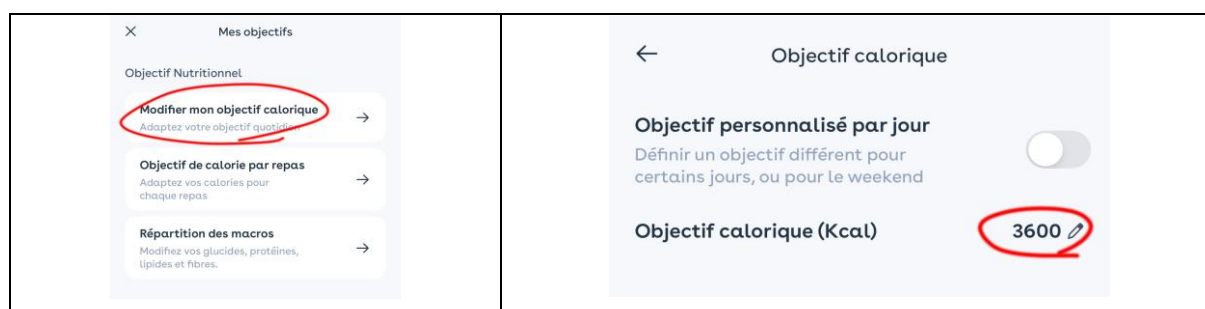 Mes objectifs
Objectif Nutritionnel
Modifier mon objectif calorique
Adaptez votre objectif quotidien
Objectif de calorie par repas
Adaptez vos calories pour
chaque repas
Répartition des macros
Modifiez vos glucides, protéines,
lipides et fibres.
Objectif calorique
Objectif personnalisé par jour
Définir un objectif différent pour
certains jours, ou pour le weekend
Objectif calorique (Kcal) 3600